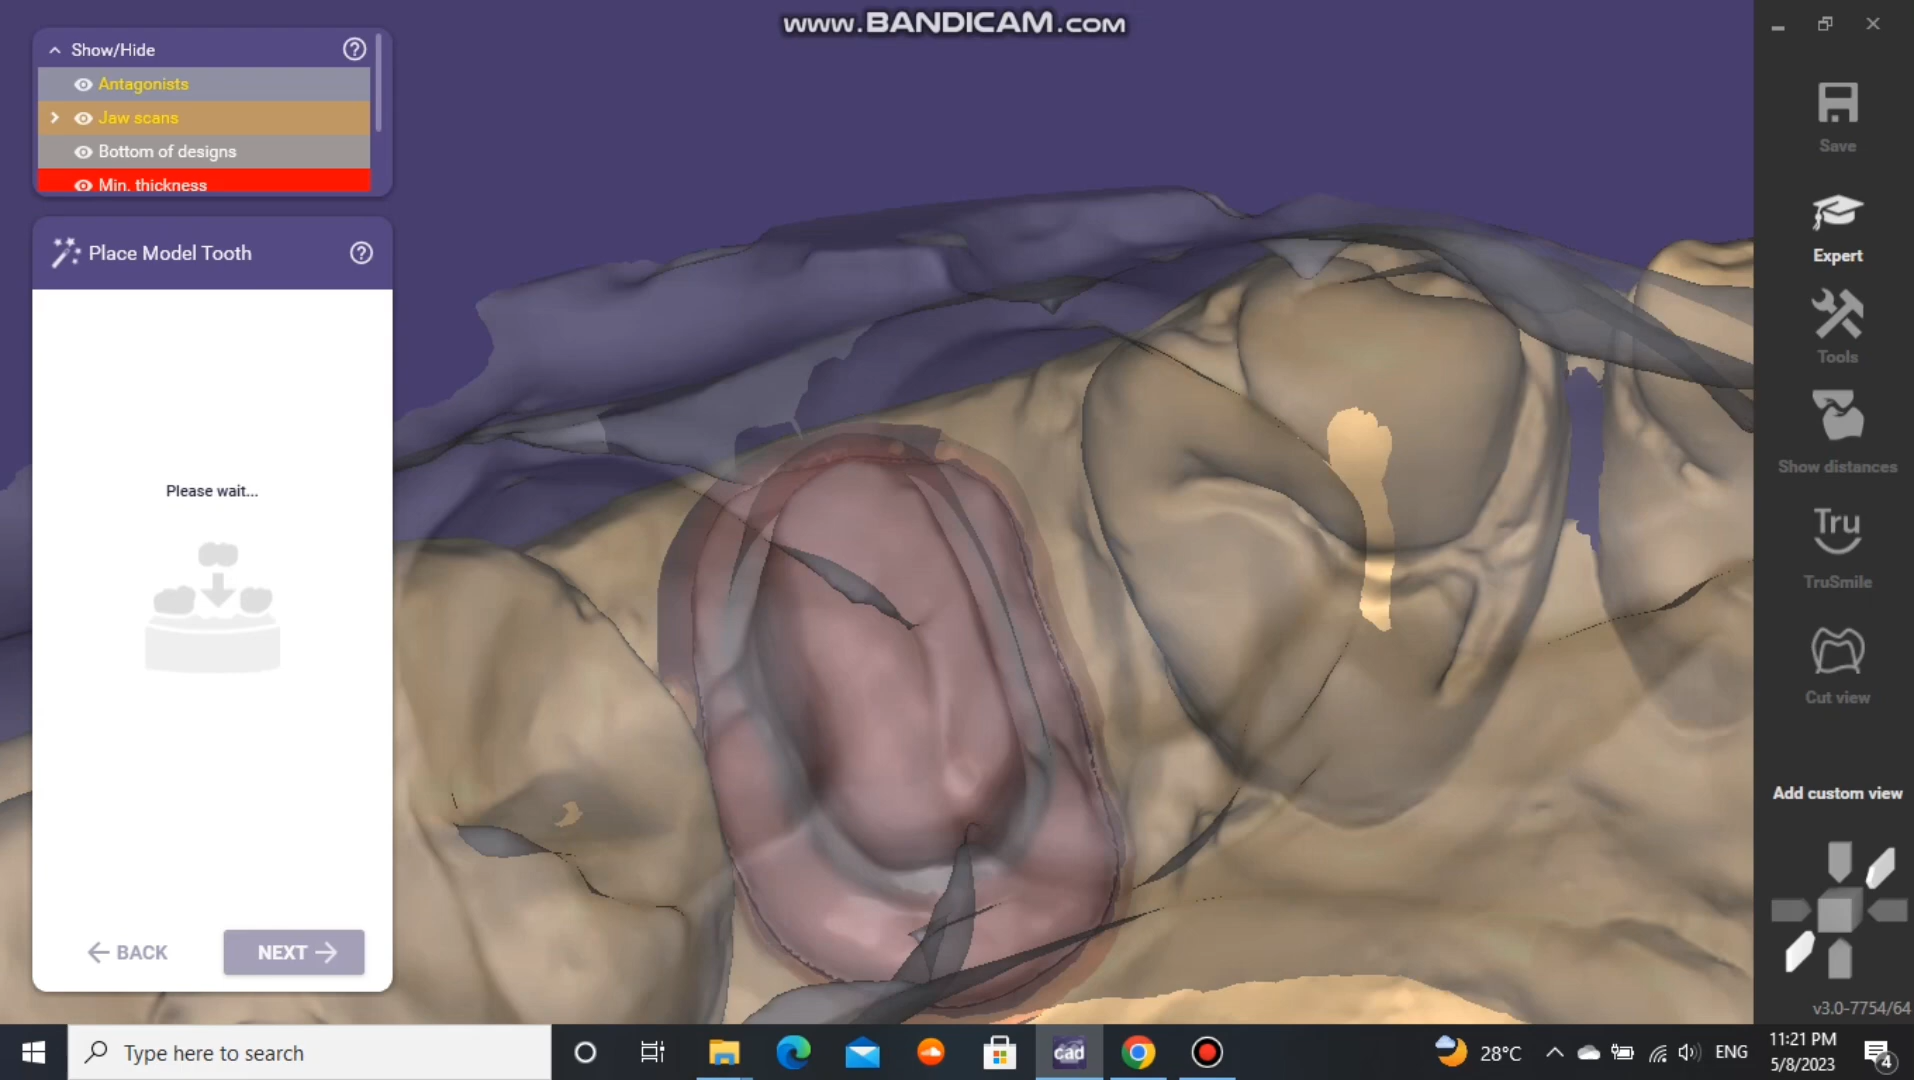 www.BANDICAM.com
Show/Hide
Antagonists
Jaw scans
Bottom of designs
Min. thickness
Place Model Tooth
Please wait...
BACK
NEXT
Save
Expert
Tools
Show distances
Tru
TruSmile
Cut view
Add custom view
v3.0-7754/64
Type here to search
cad
28°C
ENG
11:21 PM
5/8/2023
4